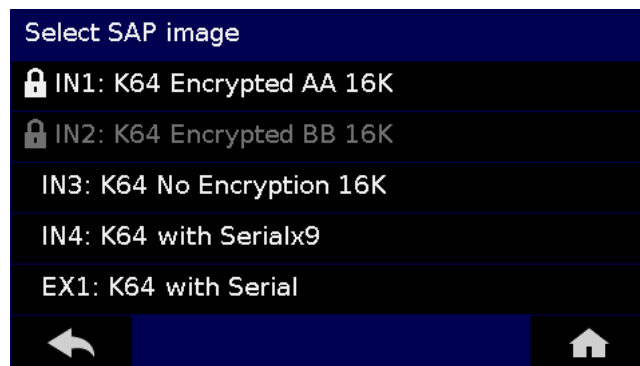 Select SAP image
IN1: K64 Encrypted AA 16K
IN2: K64 Encrypted BB 16K
IN3: K64 No Encryption 16K
IN4: K64 with Serialx9
EX1: K64 with Serial